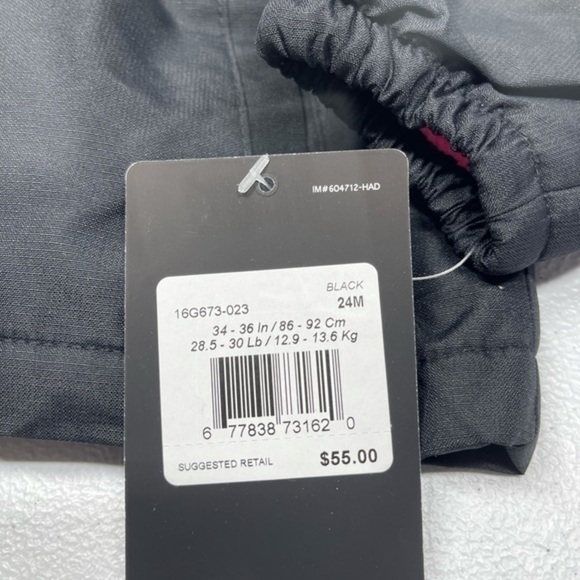 IM#604712-HAD
BLACK
16G673-023 24M
34 - 36 In / 86 - 92 Cm
28.5 - 30 Lb / 12.9 - 13.6 Kg
6 77838 73162 0
SUGGESTED RETAIL $55.00